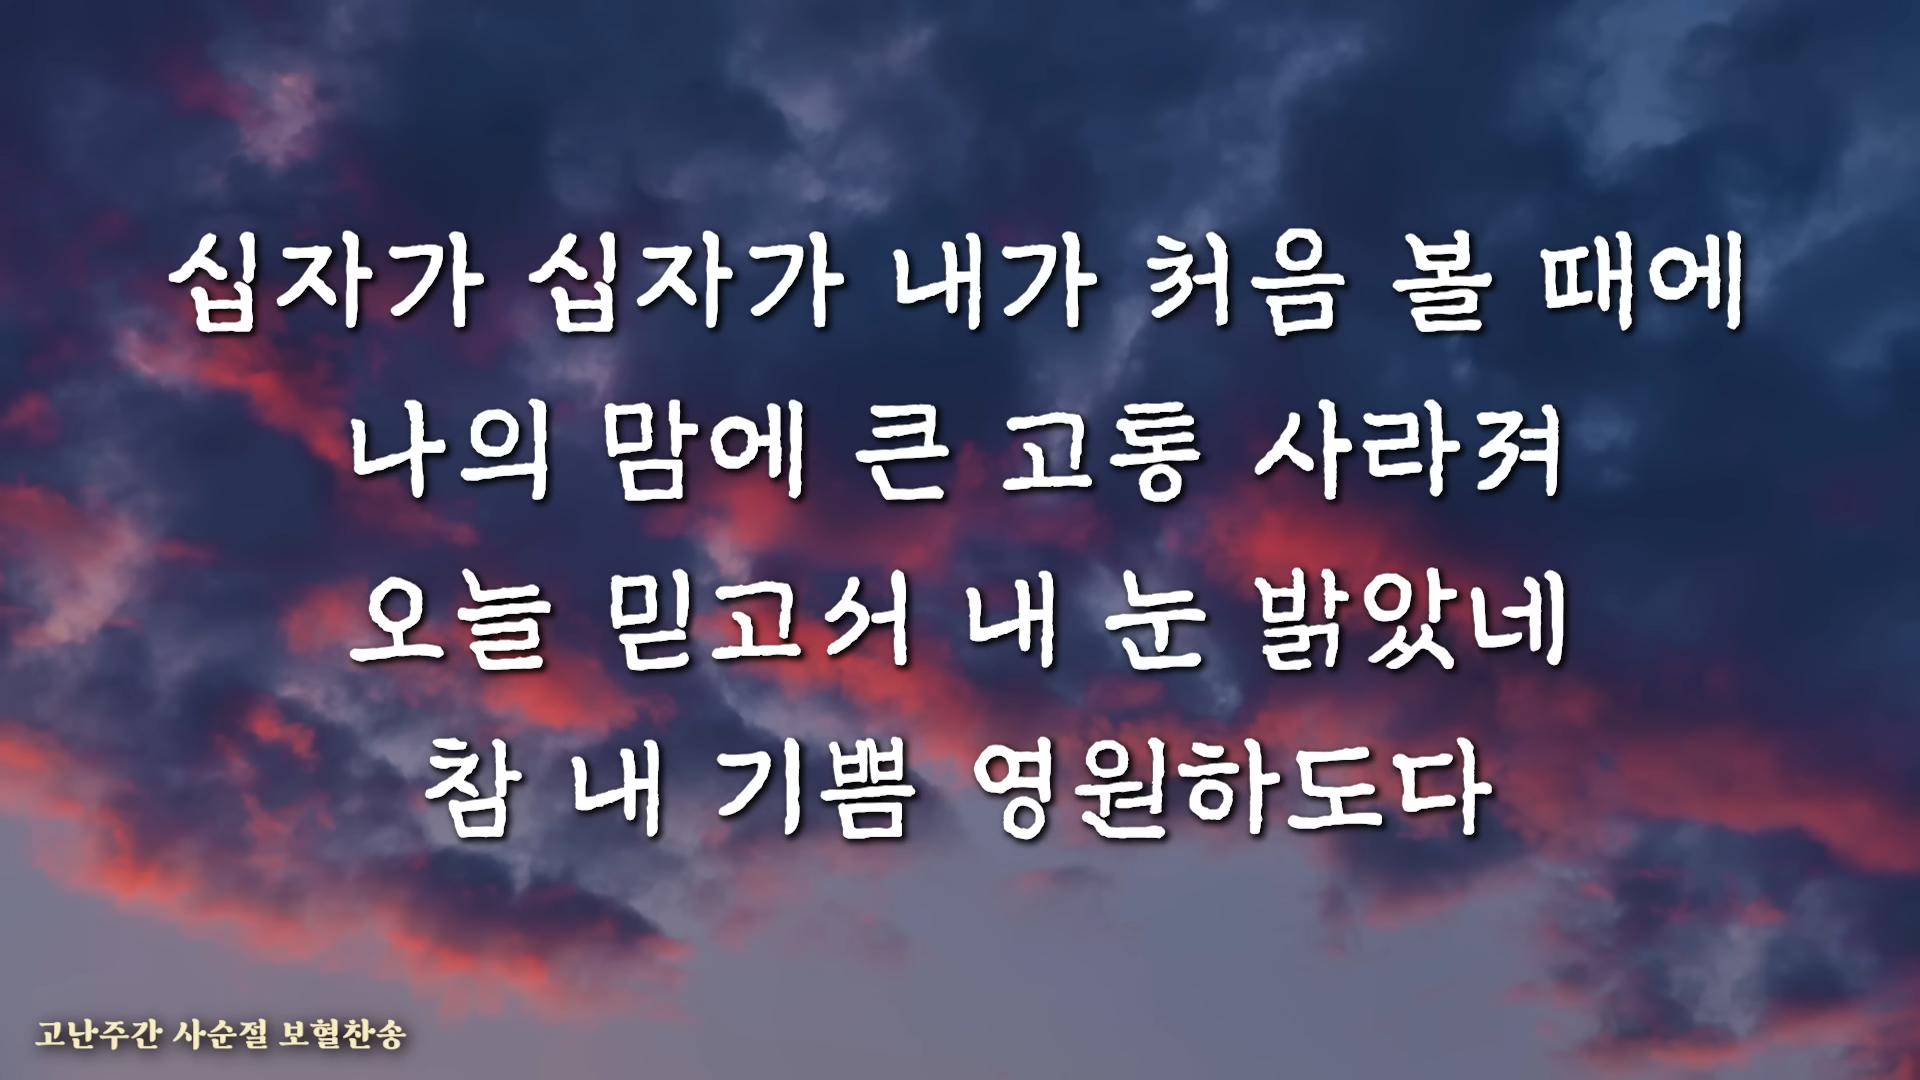 십자가 십자가 내가 처음 볼 때에
나의 맘에 큰 고통 사라져
오늘 믿고서 내 눈 밝았네
참 내 기쁨 영원하도다
고난주간 사순절 보혈찬송